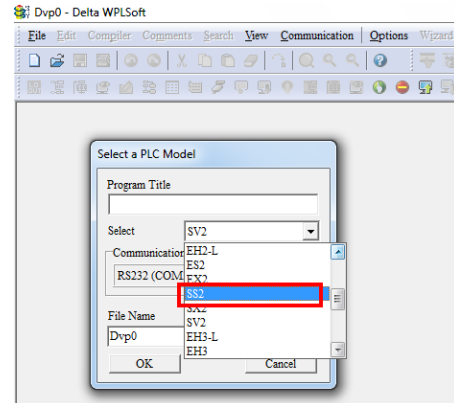 Dvp0 - Delta WPLSoft
File Edit Compiler Comments Search View Communication Options Wizard
Select a PLC Model
Program Title
Select SV2
EH2-L
Communication
ES2
RS232 (COM
EX2
SS2
SX2
File Name
SV2
Dvp0
EH3-L
EH3
OK Cancel